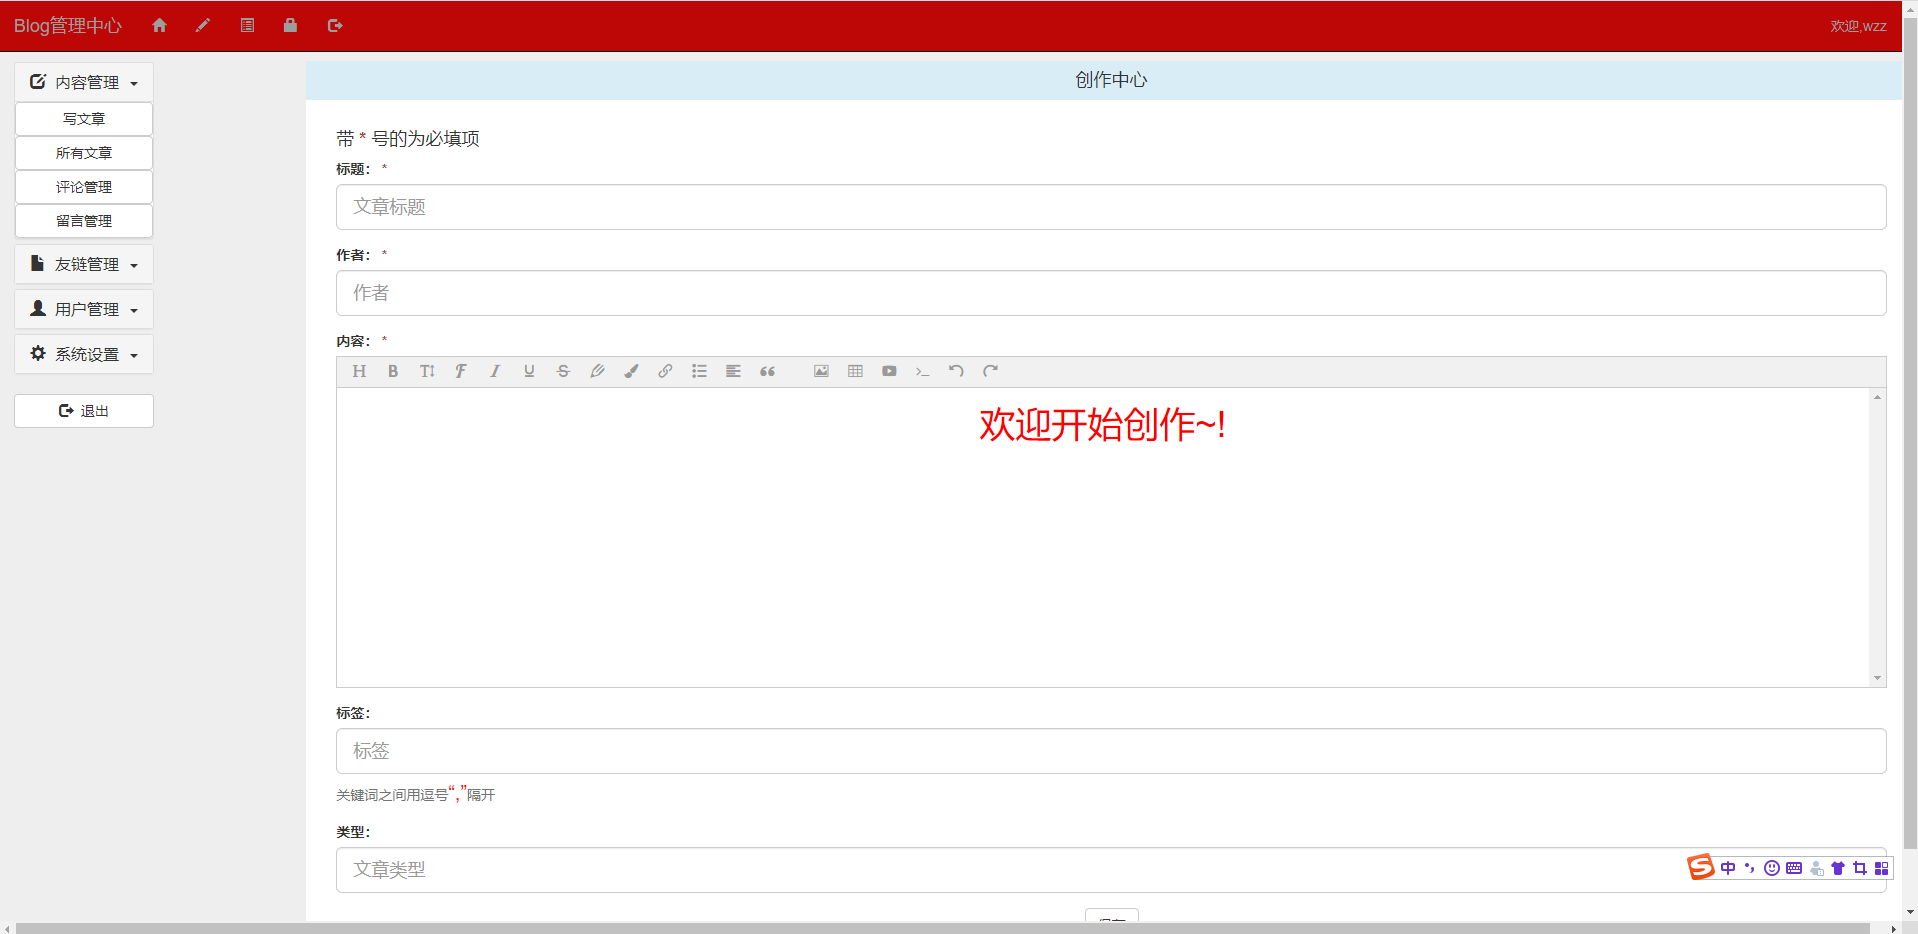 Blog管理中心
欢迎,wzz
内容管理
写文章
所有文章
评论管理
留言管理
友链管理
用户管理
系统设置
退出
创作中心
带 * 号的为必填项
标题： *
文章标题
作者： *
作者
内容： *
欢迎开始创作~!
标签：
标签
关键词之间用逗号“,”隔开
类型：
文章类型
中